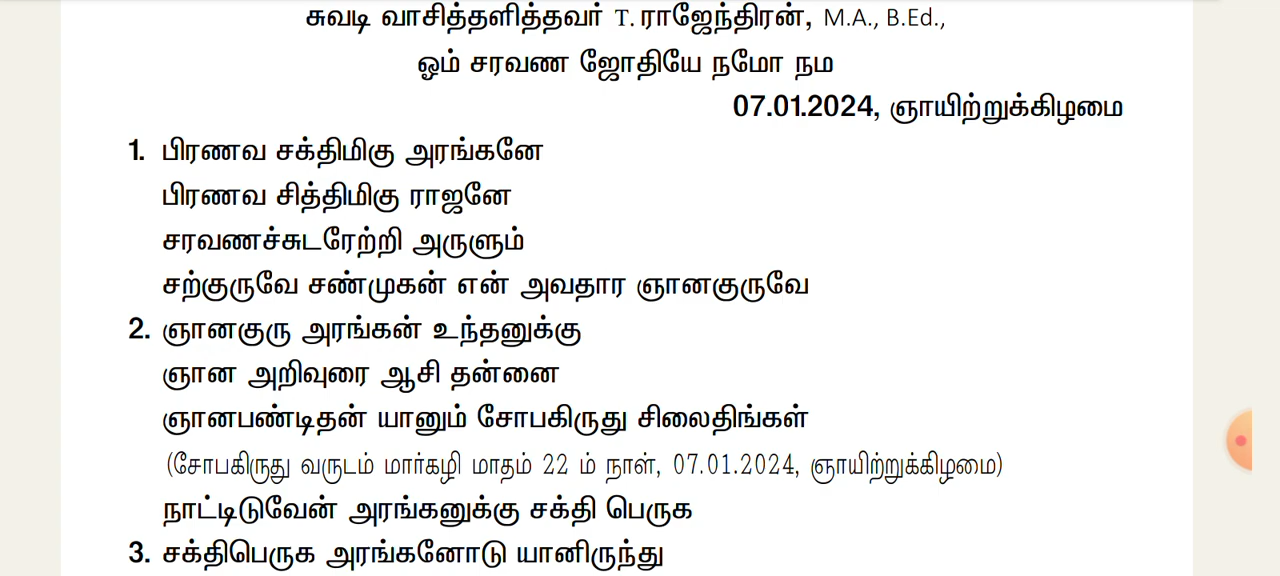 சுவடி வாசித்தளித்தவர் T. ராஜேந்திரன், M.A., B.Ed.,
ஓம் சரவண ஜோதியே நமோ நம
07.01.2024, ஞாயிற்றுக்கிழமை
1. பிரணவ சக்திமிகு அரங்கனே
பிரணவ சித்திமிகு ராஜனே
சரவணச்சுடரேற்றி அருளும்
சற்குருவே சண்முகன் என் அவதார ஞானகுருவே
2. ஞானகுரு அரங்கன் உந்தனுக்கு
ஞான அறிவுரை ஆசி தன்னை
ஞானபண்டிதன் யானும் சோபகிருது சிலைதிங்கள்
(சோபகிருது வருடம் மார்கழி மாதம் 22 ம் நாள், 07.01.2024, ஞாயிற்றுக்கிழமை)
நாட்டிடுவேன் அரங்கனுக்கு சக்தி பெருக
3. சக்திபெருக அரங்கனோடு யானிருந்து